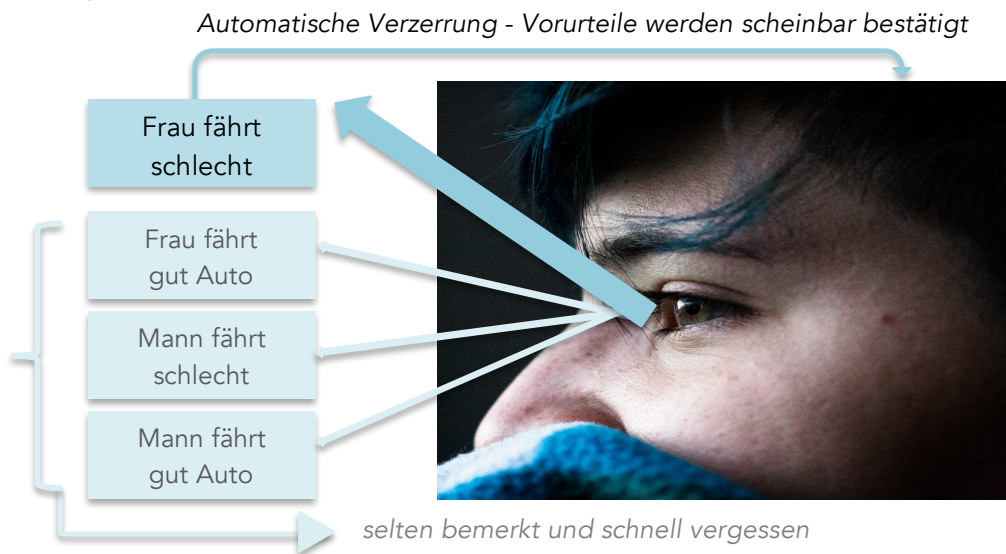 Automatische Verzerrung - Vorurteile werden scheinbar bestätigt
Frau fährt
schlecht
Frau fährt
gut Auto
Mann fährt
schlecht
Mann fährt
gut Auto
selten bemerkt und schnell vergessen